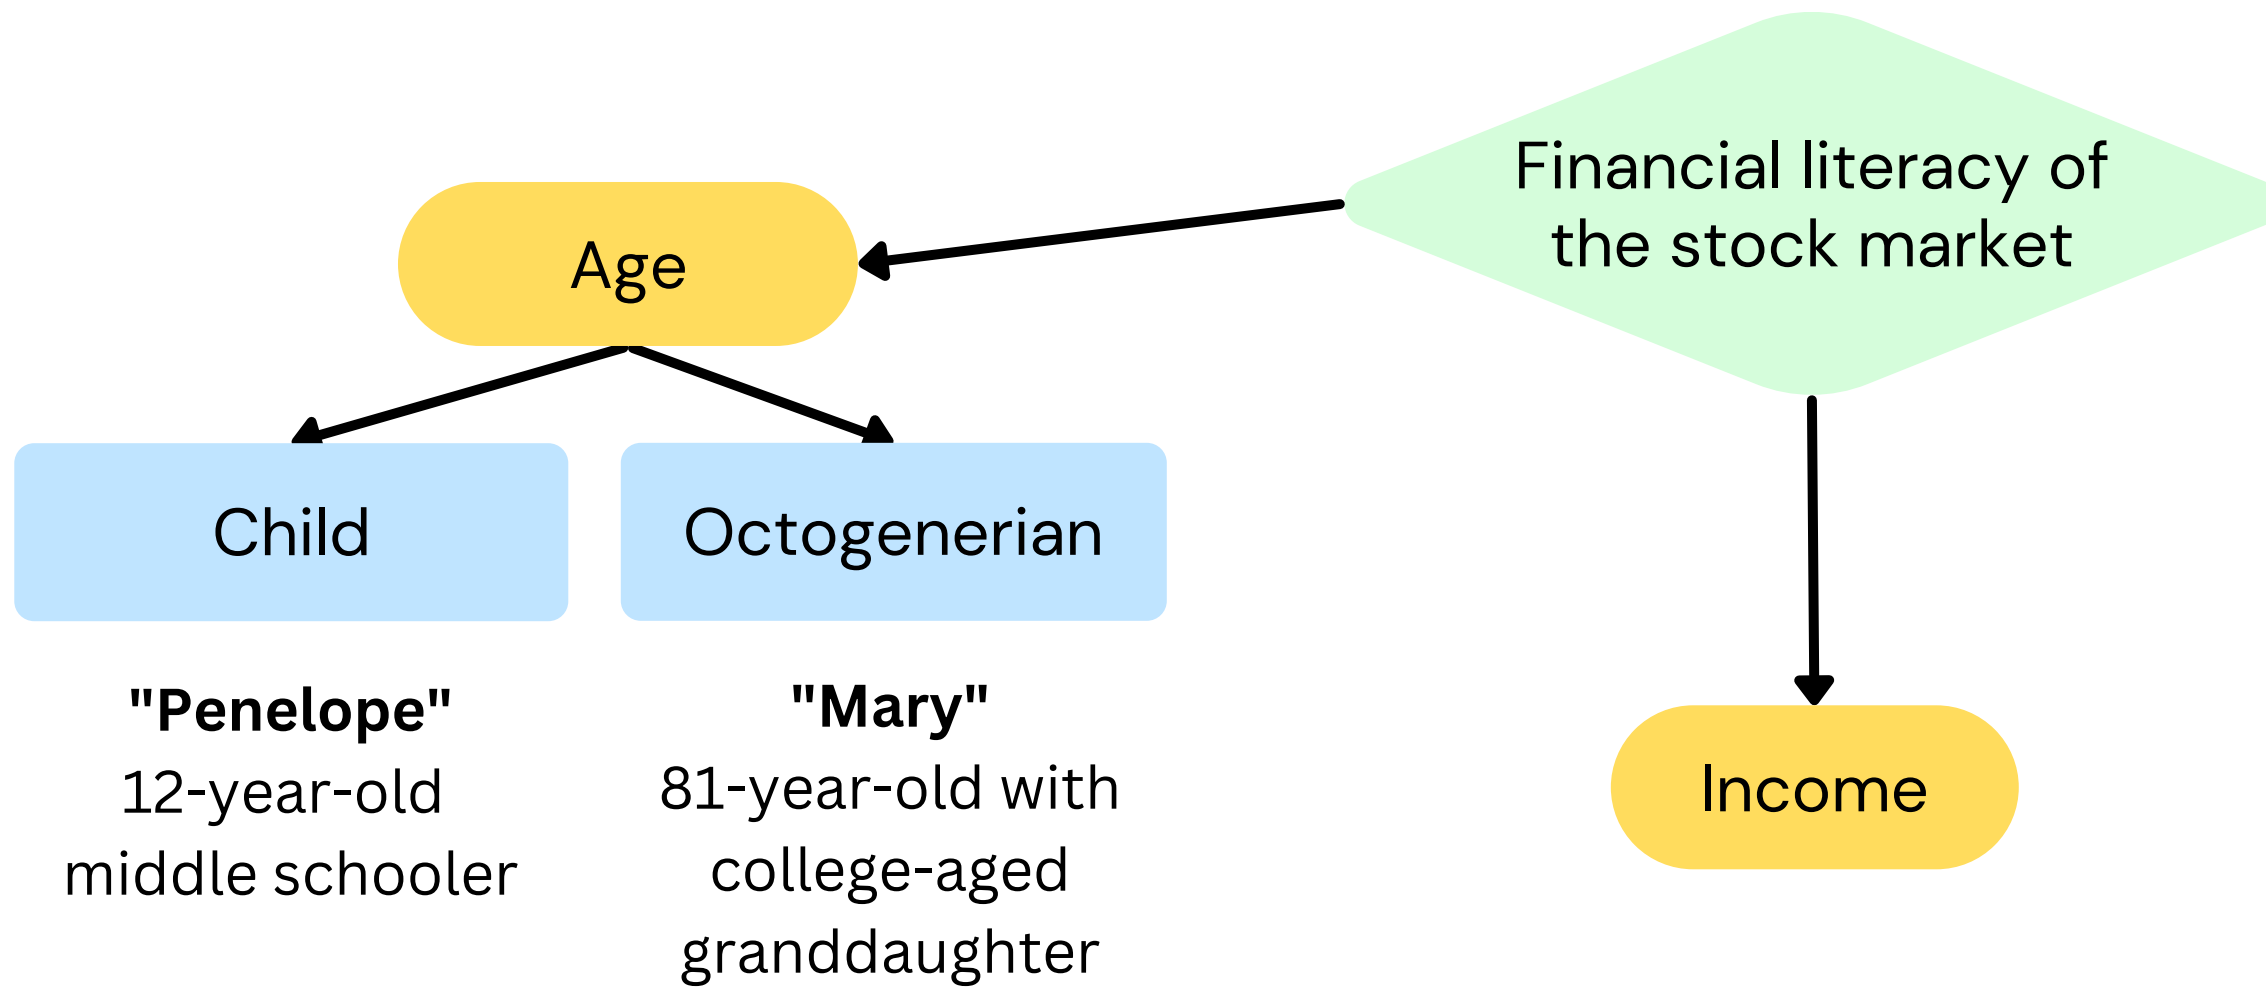 Financial literacy of
the stock market
Age
Child
Octogenerian
"Penelope"
12-year-old
middle schooler
"Mary"
81-year-old with
college-aged
granddaughter
Income